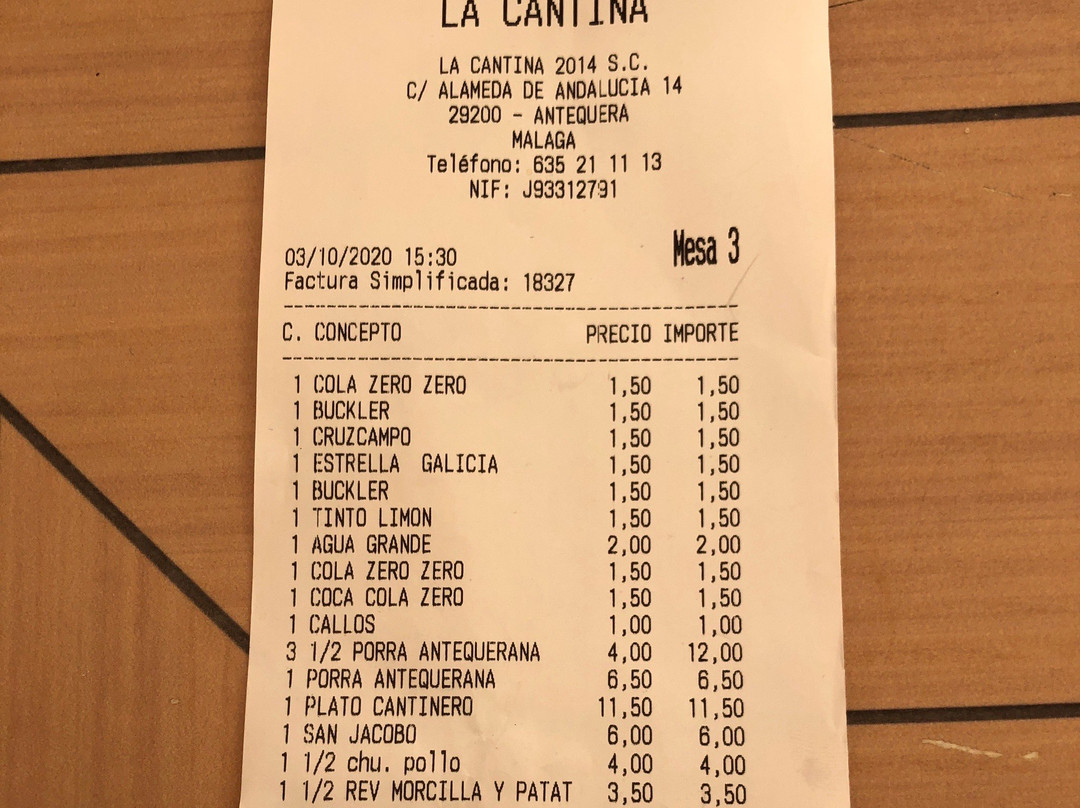 LA CANTINA
LA CANTINA 2014 S.C.
C/ ALAMEDA DE ANDALUCIA 14
29200 - ANTEQUERA
MALAGA
Teléfono: 635 21 11 13
NIF: J93312791
Mesa 3
03/10/2020 15:30
Factura Simplificada: 18327
C. CONCEPTO PRECIO IMPORTE
1 COLA ZERO ZERO 1,50 1,50
1 BUCKLER 1,50 1,50
1 CRUZCAMPO 1,50 1,50
1 ESTRELLA GALICIA 1,50 1,50
1 BUCKLER 1,50 1,50
1 TINTO LIMON 1,50 1,50
1 AGUA GRANDE 2,00 2,00
1 COLA ZERO ZERO 1,50 1,50
1 COCA COLA ZERO 1,50 1,50
1 CALLOS 1,00 1,00
3 1/2 PORRA ANTEQUERANA 4,00 12,00
1 PORRA ANTEQUERANA 6,50 6,50
1 PLATO CANTINERO 11,50 11,50
1 SAN JACOBO 6,00 6,00
1 1/2 chu. pollo 4,00 4,00
1 1/2 REV MORCILLA Y PATAT 3,50 3,50